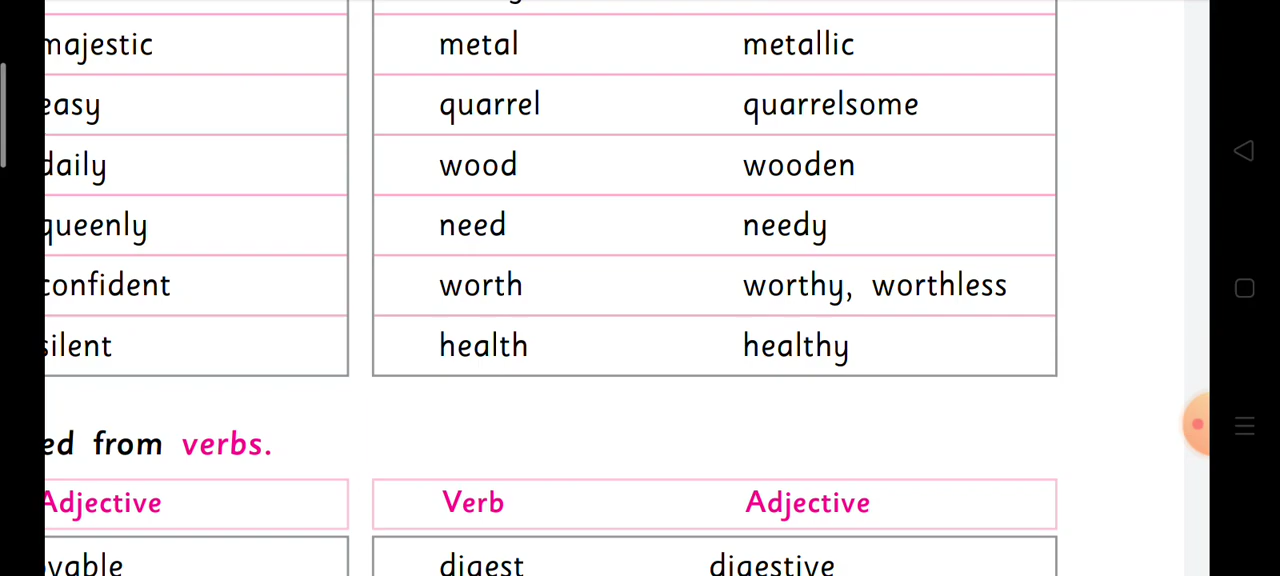 majestic
easy
daily
queenly
confident
silent
metal metallic
quarrel quarrelsome
wood wooden
need needy
worth worthy, worthless
health healthy
ed from verbs.
Adjective
Verb Adjective
vable
digest digestive